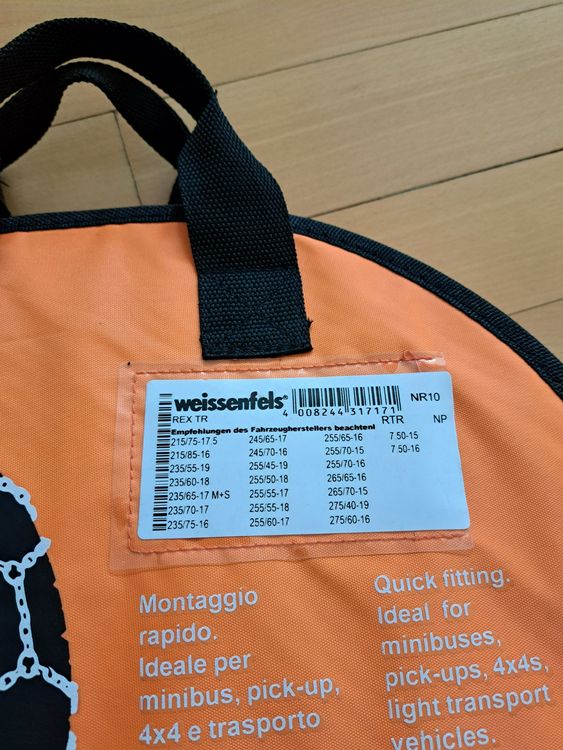 weissenfels®
4 008244 317171
NR10
REX TR
RTR
NP
Empfehlungen des Fahrzeugherstellers beachten!
215/75-17.5 245/65-17 255/65-16 7.50-15
215/85-16 245/70-16 255/70-15 7.50-16
235/55-19 255/45-19 255/70-16
235/60-18 255/50-18 265/65-16
235/65-17 M+S 255/55-17 265/70-15
235/70-17 255/55-18 275/40-19
235/75-16 255/60-17 275/60-16
Montaggio
rapido.
Ideale per
minibus, pick-up,
4x4 e trasporto
Quick fitting.
Ideal for
minibuses,
pick-ups, 4x4s,
light transport
vehicles.